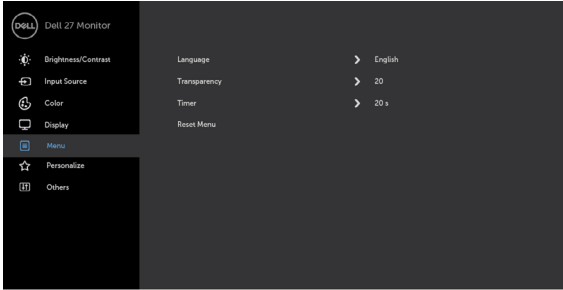 DELL Dell 27 Monitor
Brightness/Contrast
Input Source
Color
Display
Menu
Personalize
Others
Language English
Transparency 20
Timer 20 s
Reset Menu